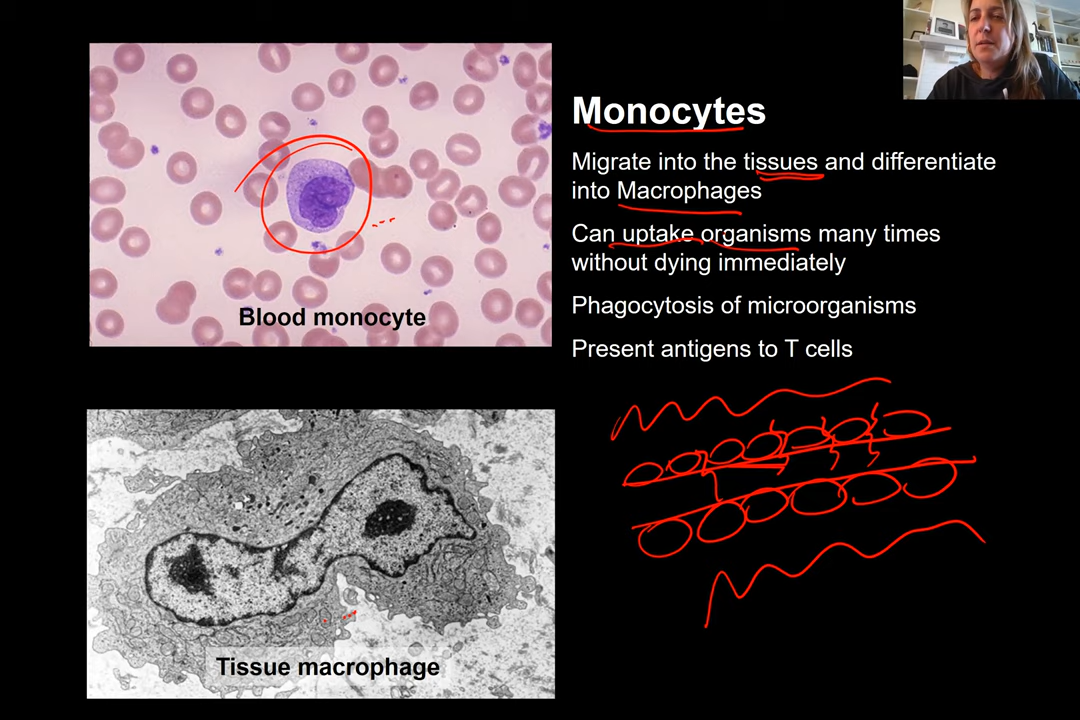 Monocytes
Migrate into the tissues and differentiate
into Macrophages
Can uptake organisms many times
without dying immediately
Phagocytosis of microorganisms
Present antigens to T cells
Blood monocyte
Tissue macrophage